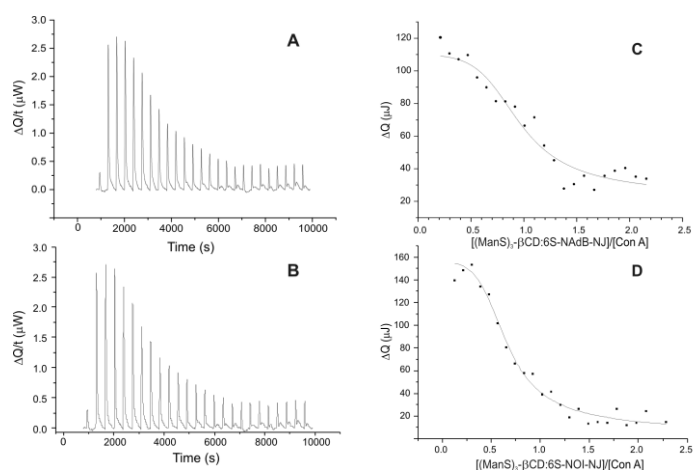 A
ΔQ/t (µW)
3.0
2.5
2.0
1.5
1.0
0.5
0.0
0 2000 4000 6000 8000 10000
Time (s)
B
ΔQ/t (µW)
3.0
2.5
2.0
1.5
1.0
0.5
0.0
0 2000 4000 6000 8000 10000
Time (s)
C
ΔQ (µJ)
120
100
80
60
40
20
0.0 0.5 1.0 1.5 2.0
[(ManS)₃-βCD:6S-NAdB-NJ]/[Con A]
D
ΔQ (µJ)
160
140
120
100
80
60
40
20
0.0 0.5 1.0 1.5 2.0 2.5
[(ManS)₃-βCD:6S-NOI-NJ]/[Con A]